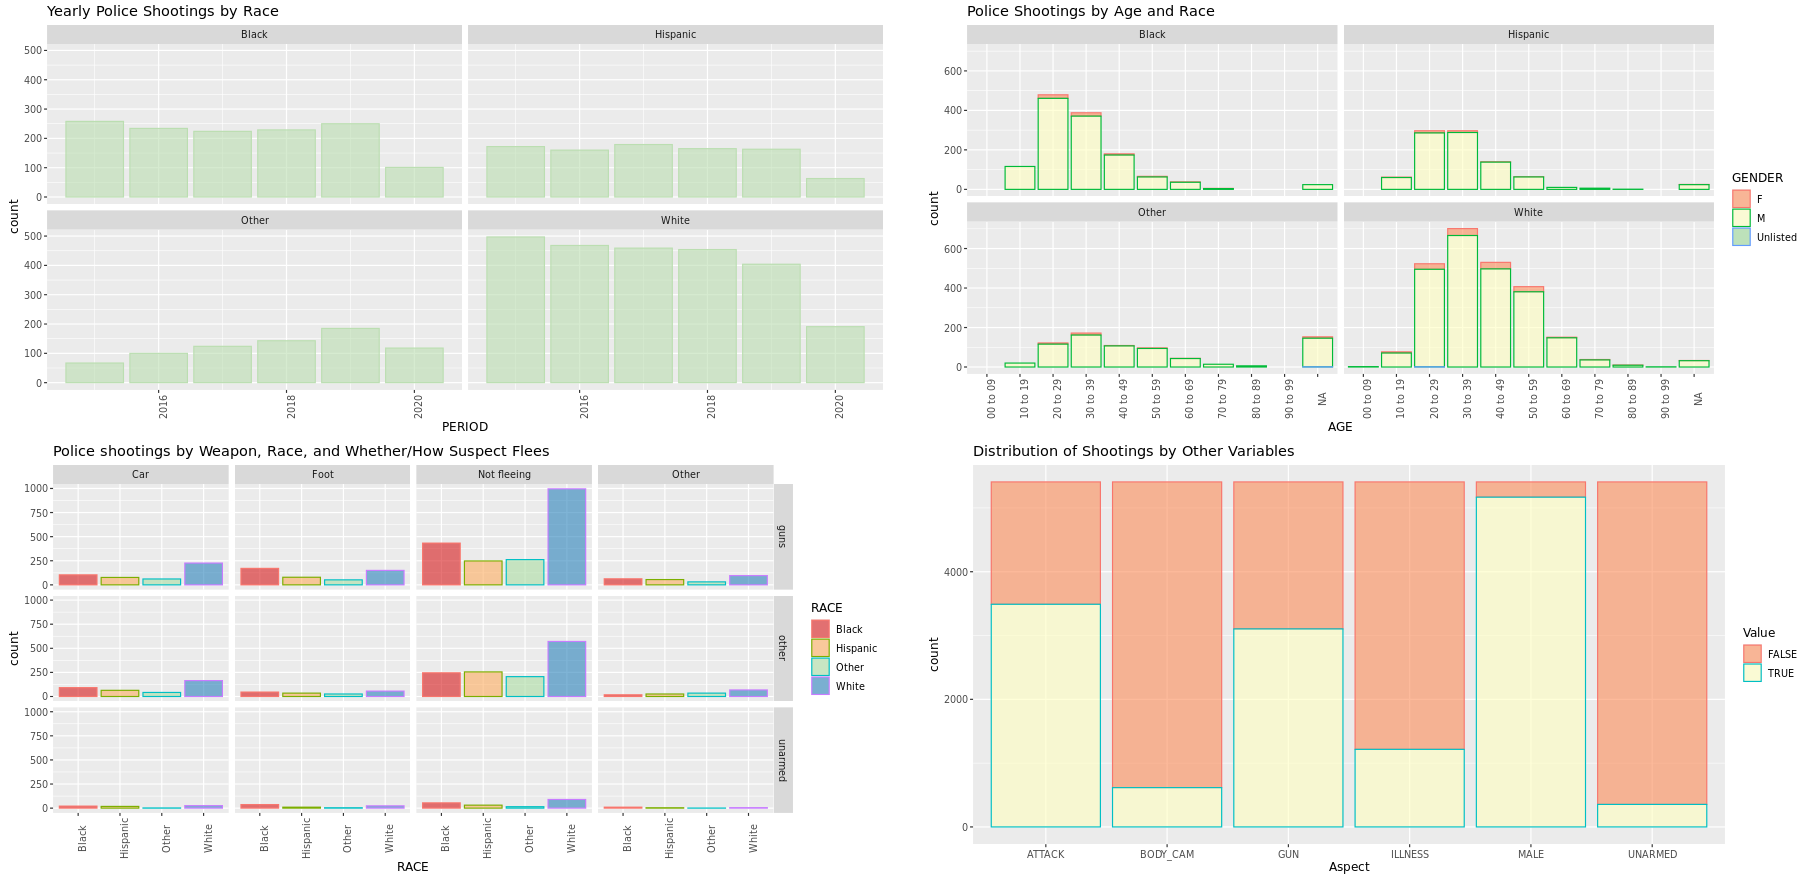 Yearly Police Shootings by Race
Black
Hispanic
500
400
300
200
100
0
Other
White
500
400
300
200
100
0
count
2016
2018
2020
2016
2018
2020
PERIOD
Police Shootings by Age and Race
Black
Hispanic
600
400
200
0
Other
White
600
400
200
0
count
00 to 09
10 to 19
20 to 29
30 to 39
40 to 49
50 to 59
60 to 69
70 to 79
80 to 89
90 to 99
NA
00 to 09
10 to 19
20 to 29
30 to 39
40 to 49
50 to 59
60 to 69
70 to 79
80 to 89
90 to 99
NA
AGE
GENDER
F
M
Unlisted
Police shootings by Weapon, Race, and Whether/How Suspect Flees
Car
Foot
Not fleeing
Other
1000
750
500
250
0
guns
1000
750
500
250
0
other
1000
750
500
250
0
unarmed
count
Black
Hispanic
Other
White
Black
Hispanic
Other
White
Black
Hispanic
Other
White
Black
Hispanic
Other
White
RACE
RACE
Black
Hispanic
Other
White
Distribution of Shootings by Other Variables
4000
2000
0
count
ATTACK
BODY_CAM
GUN
ILLNESS
MALE
UNARMED
Aspect
Value
FALSE
TRUE